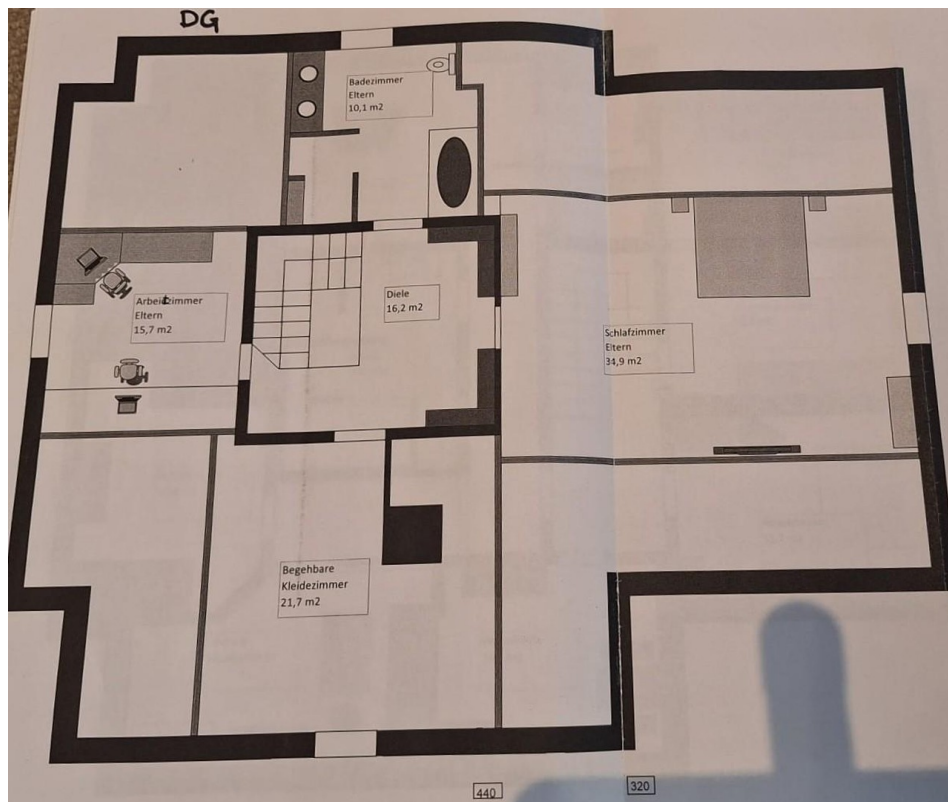 DG
Badezimmer
Eltern
10,1 m2
Arbeitzimmer
Eltern
15,7 m2
Diele
16,2 m2
Schlafzimmer
Eltern
34,9 m2
Begehbare
Kleidezimmer
21,7 m2
440
320